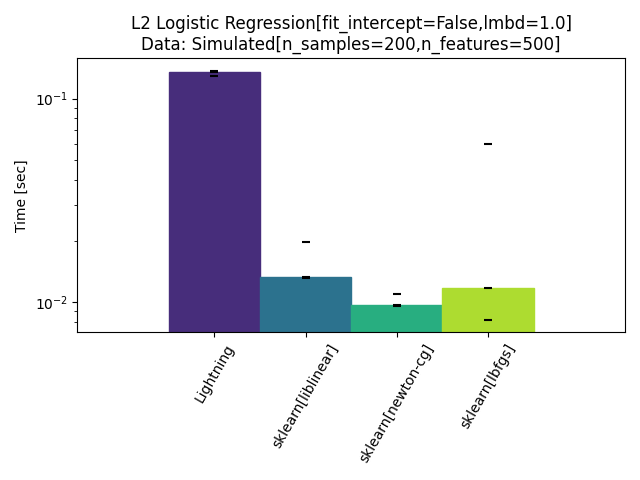 L2 Logistic Regression[fit_intercept=False,lmbd=1.0]
Data: Simulated[n_samples=200,n_features=500]
Time [sec]
10⁻¹
10⁻²
Lightning
sklearn[liblinear]
sklearn[newton-cg]
sklearn[lbfgs]